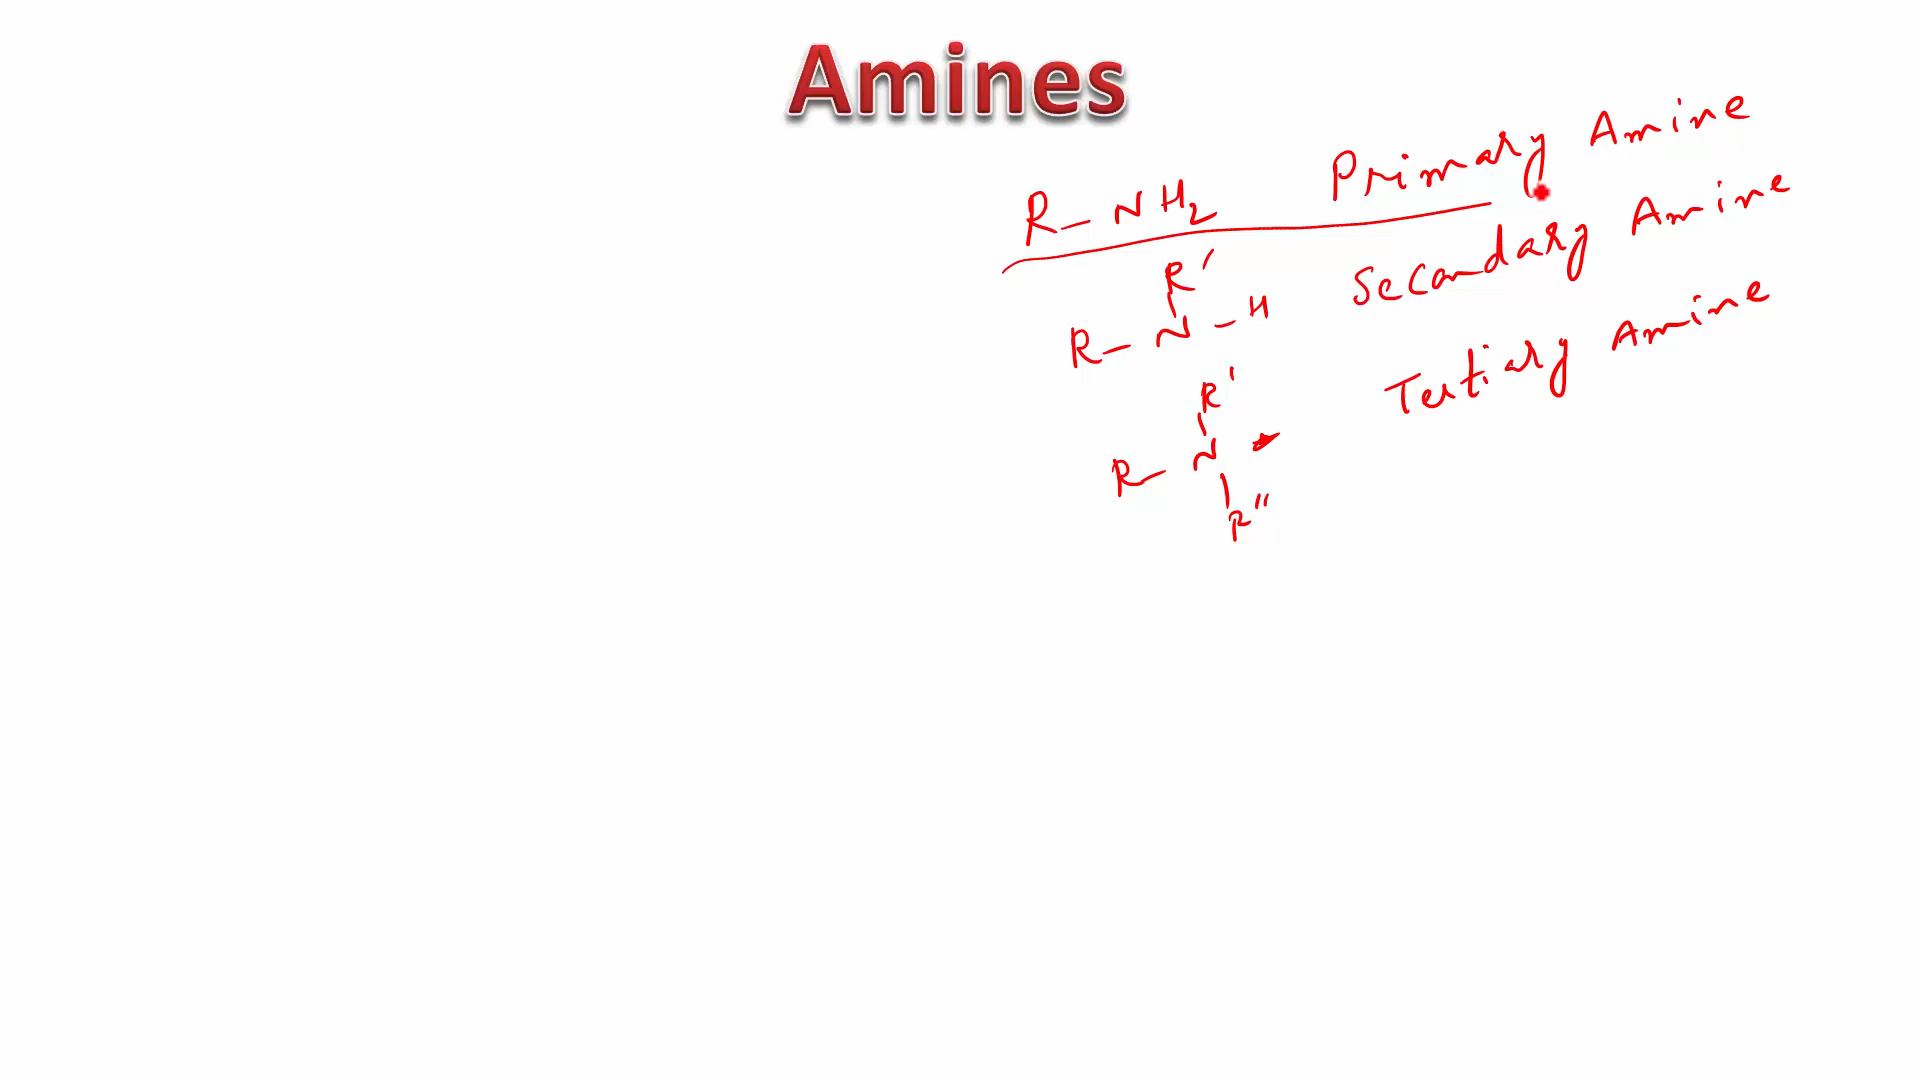 Amines
R-NH2 Primary Amine
R'
R-N-H Secondary Amine
R'
R-N- Tertiary Amine
R"